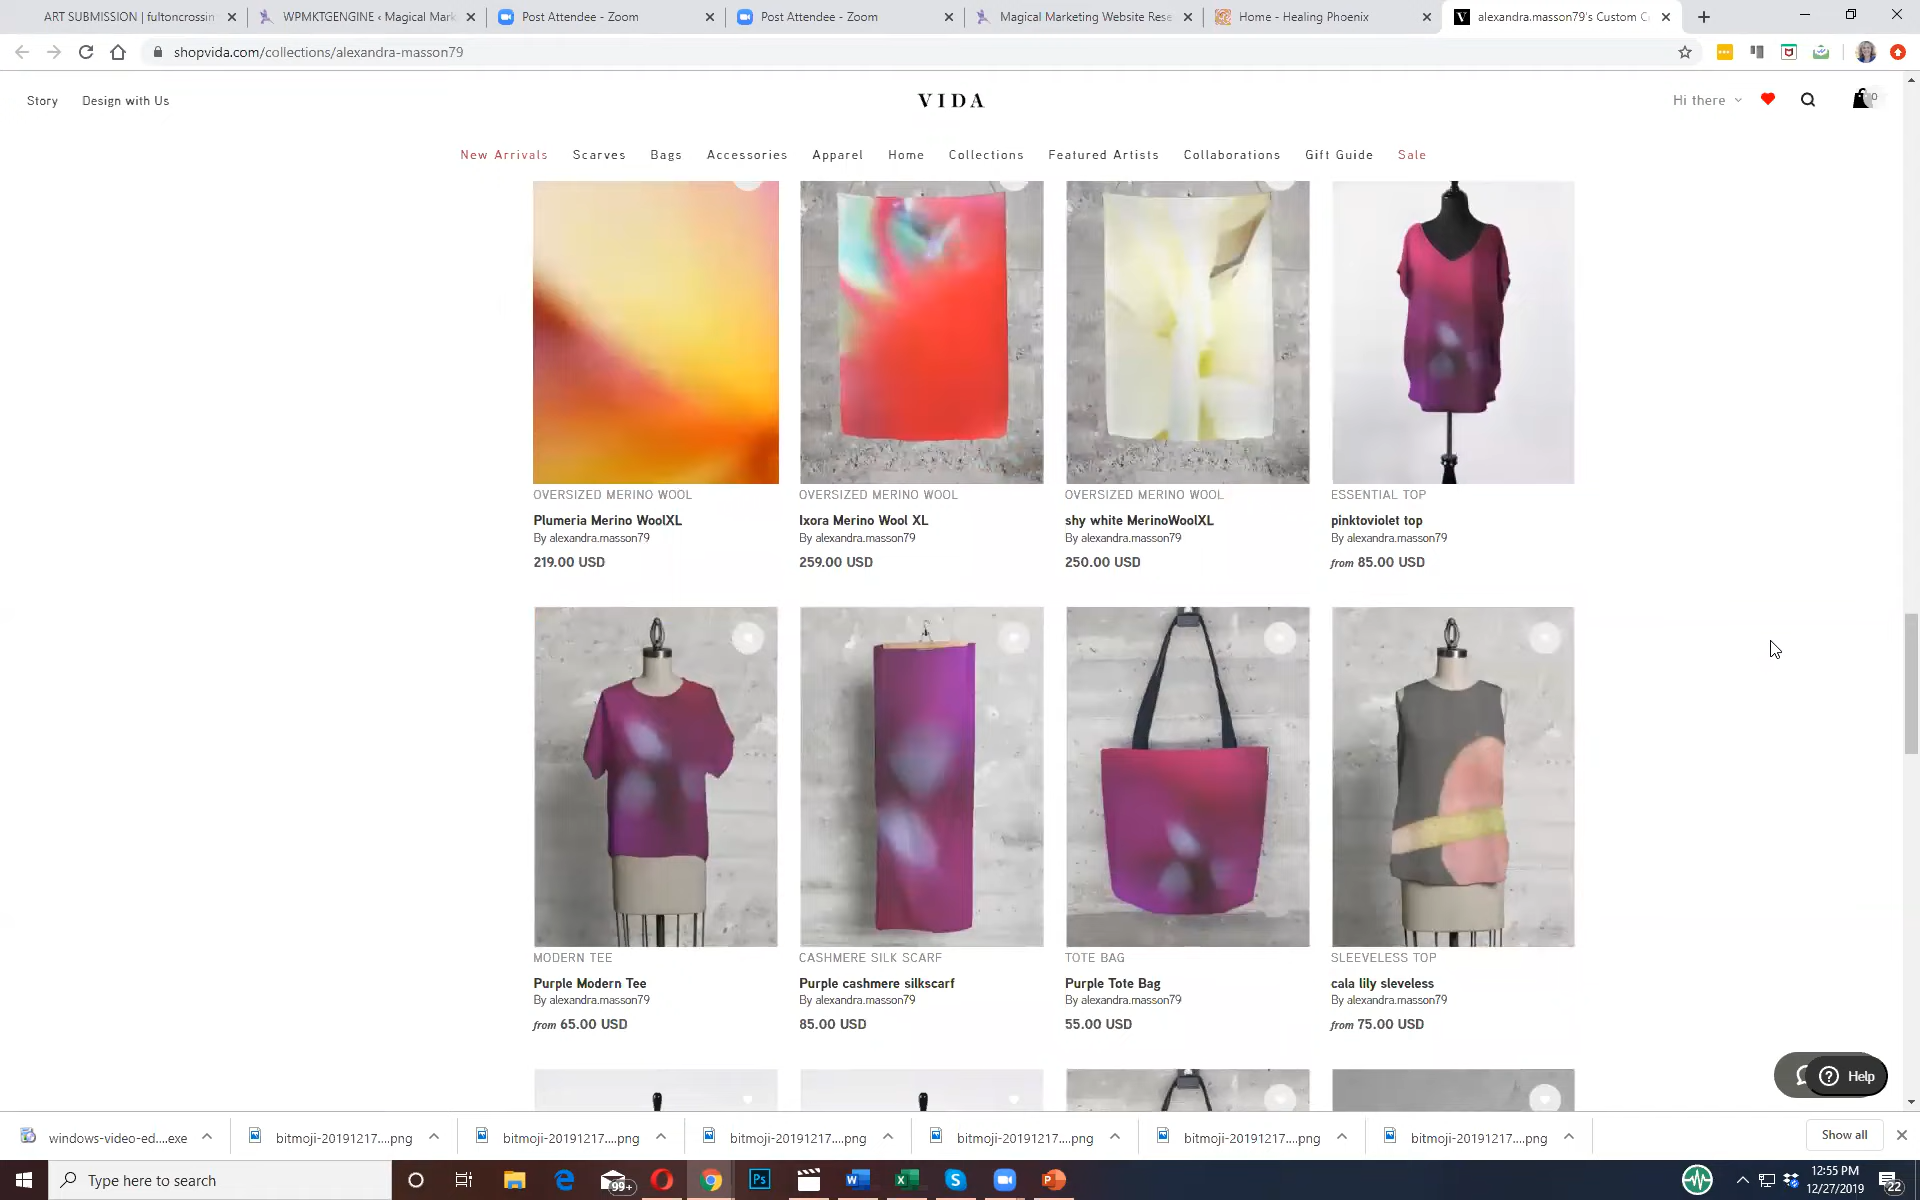 ART SUBMISSION | fultoncrossin
WPMKTGENGINE ‹ Magical Mark
Post Attendee - Zoom
Post Attendee - Zoom
Magical Marketing Website Rese
Home - Healing Phoenix
V alexandra.masson79's Custom C
shopvida.com/collections/alexandra-masson79
Story
Design with Us
VIDA
Hi there
0
New Arrivals
Scarves
Bags
Accessories
Apparel
Home
Collections
Featured Artists
Collaborations
Gift Guide
Sale
OVERSIZED MERINO WOOL
Plumeria Merino WoolXL
By alexandra.masson79
219.00 USD
OVERSIZED MERINO WOOL
Ixora Merino Wool XL
By alexandra.masson79
259.00 USD
OVERSIZED MERINO WOOL
shy white MerinoWoolXL
By alexandra.masson79
250.00 USD
ESSENTIAL TOP
pinktoviolet top
By alexandra.masson79
from 85.00 USD
MODERN TEE
Purple Modern Tee
By alexandra.masson79
from 65.00 USD
CASHMERE SILK SCARF
Purple cashmere silkscarf
By alexandra.masson79
85.00 USD
TOTE BAG
Purple Tote Bag
By alexandra.masson79
55.00 USD
SLEEVELESS TOP
cala lily sleveless
By alexandra.masson79
from 75.00 USD
Help
windows-video-ed....exe
bitmoji-20191217....png
bitmoji-20191217....png
bitmoji-20191217....png
bitmoji-20191217....png
bitmoji-20191217....png
bitmoji-20191217....png
Show all
Type here to search
99+
Ps
12:55 PM
12/27/2019
22